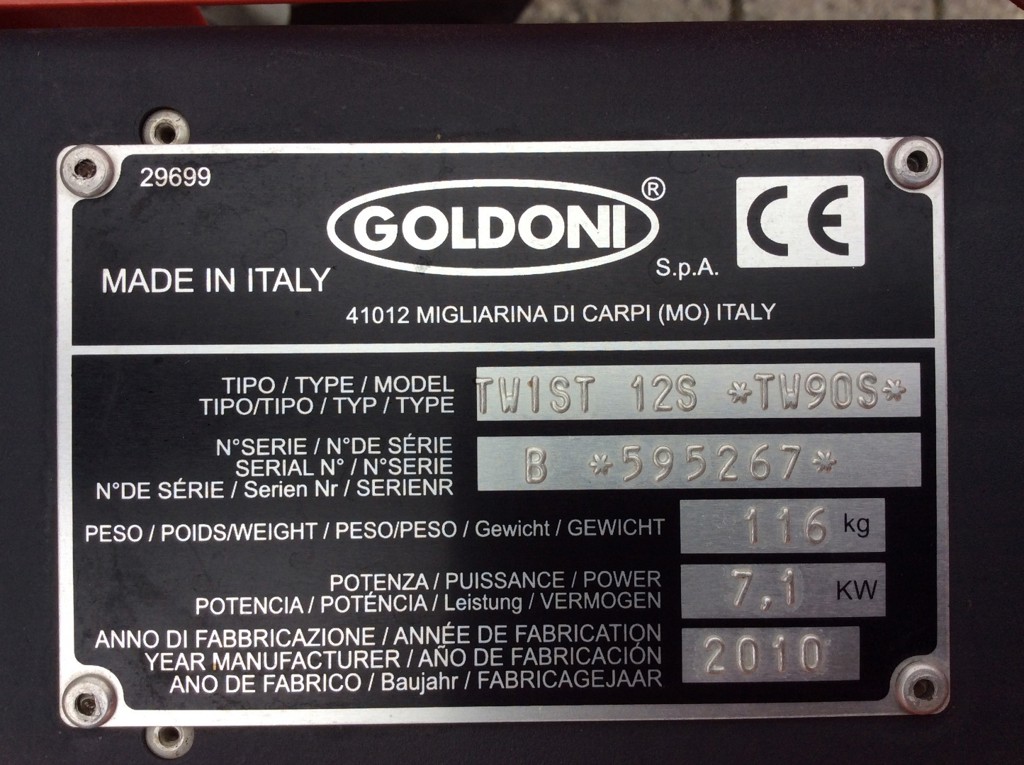 29699
GOLDONI®
CE
S.p.A.
MADE IN ITALY
41012 MIGLIARINA DI CARPI (MO) ITALY
TIPO / TYPE / MODEL
TIPO/TIPO / TYP / TYPE
TW1ST 12S *TW90S*
N°SERIE / N°DE SÉRIE
SERIAL N° / N°SERIE
N°DE SÉRIE / Serien Nr / SERIENR
B *595267*
PESO / POIDS/WEIGHT / PESO/PESO / Gewicht / GEWICHT
116 kg
POTENZA / PUISSANCE / POWER
POTENCIA / POTÉNCIA / Leistung / VERMOGEN
7,1 KW
ANNO DI FABBRICAZIONE / ANNÉE DE FABRICATION
YEAR MANUFACTURER / AÑO DE FABRICACIÓN
ANO DE FABRICO / Baujahr / FABRICAGEJAAR
2010